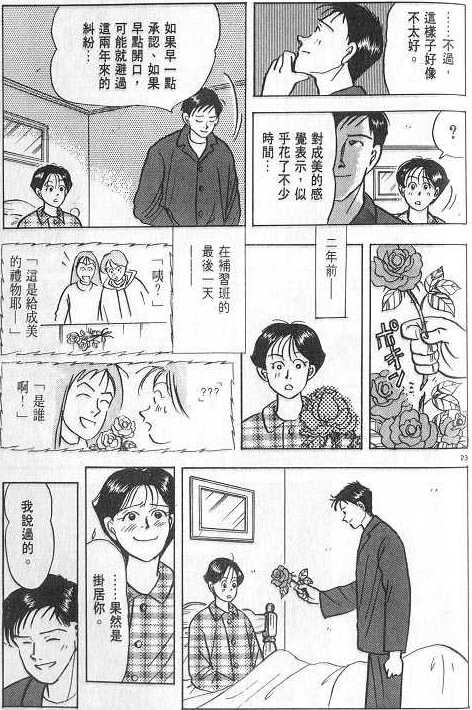 ……不過，
這樣子好像
不太好。
如果早一點
承認、如果
早點開口，
可能就避過
這兩年來的
糾紛…
？
對成美的感
覺表示，似
乎花了不少
時間…
二年前——
ポキッ
在補習班的
最後一天
「咦？」
「這是給成美
的禮物耶！」
「???
「是誰
啊！」
23
……果然是
掛居你。
我說過的。